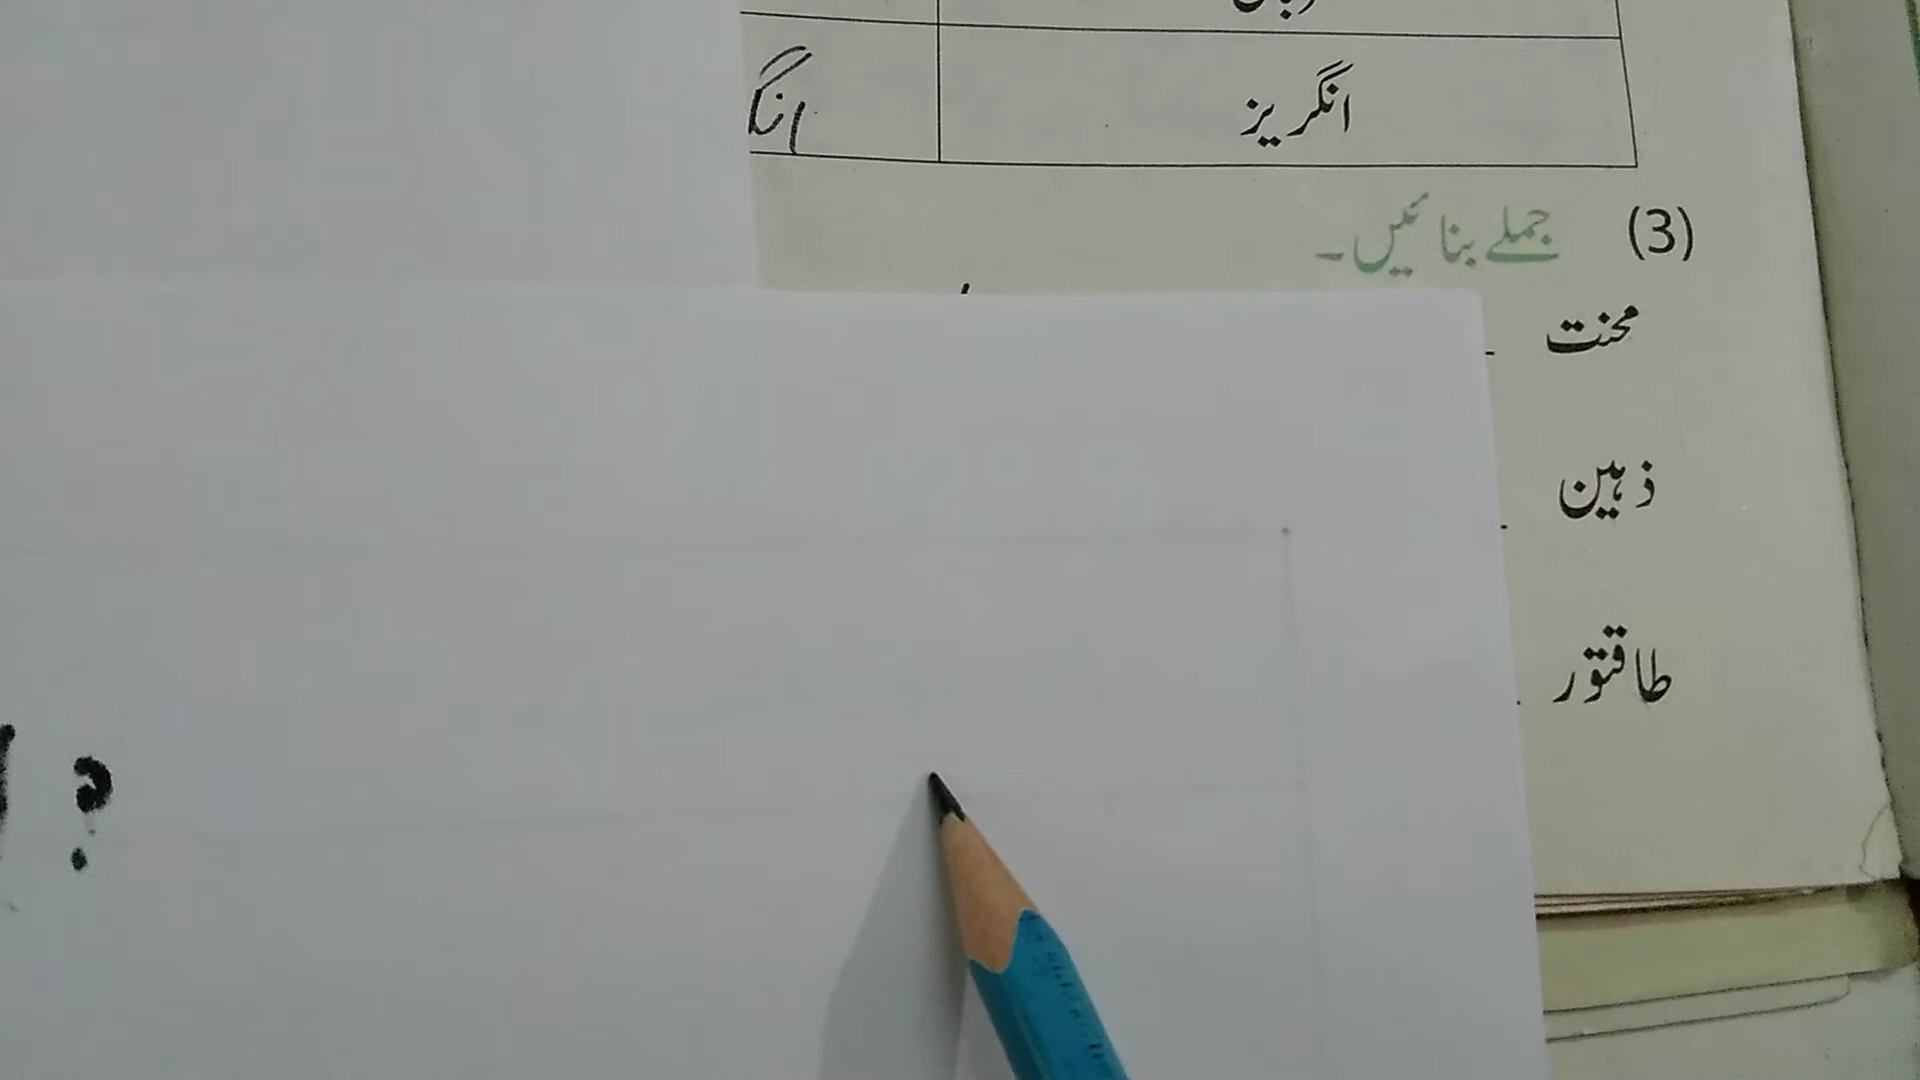 انگریز
(3) جملے بنائیں۔
محنت
ذہین
طاقتور
?